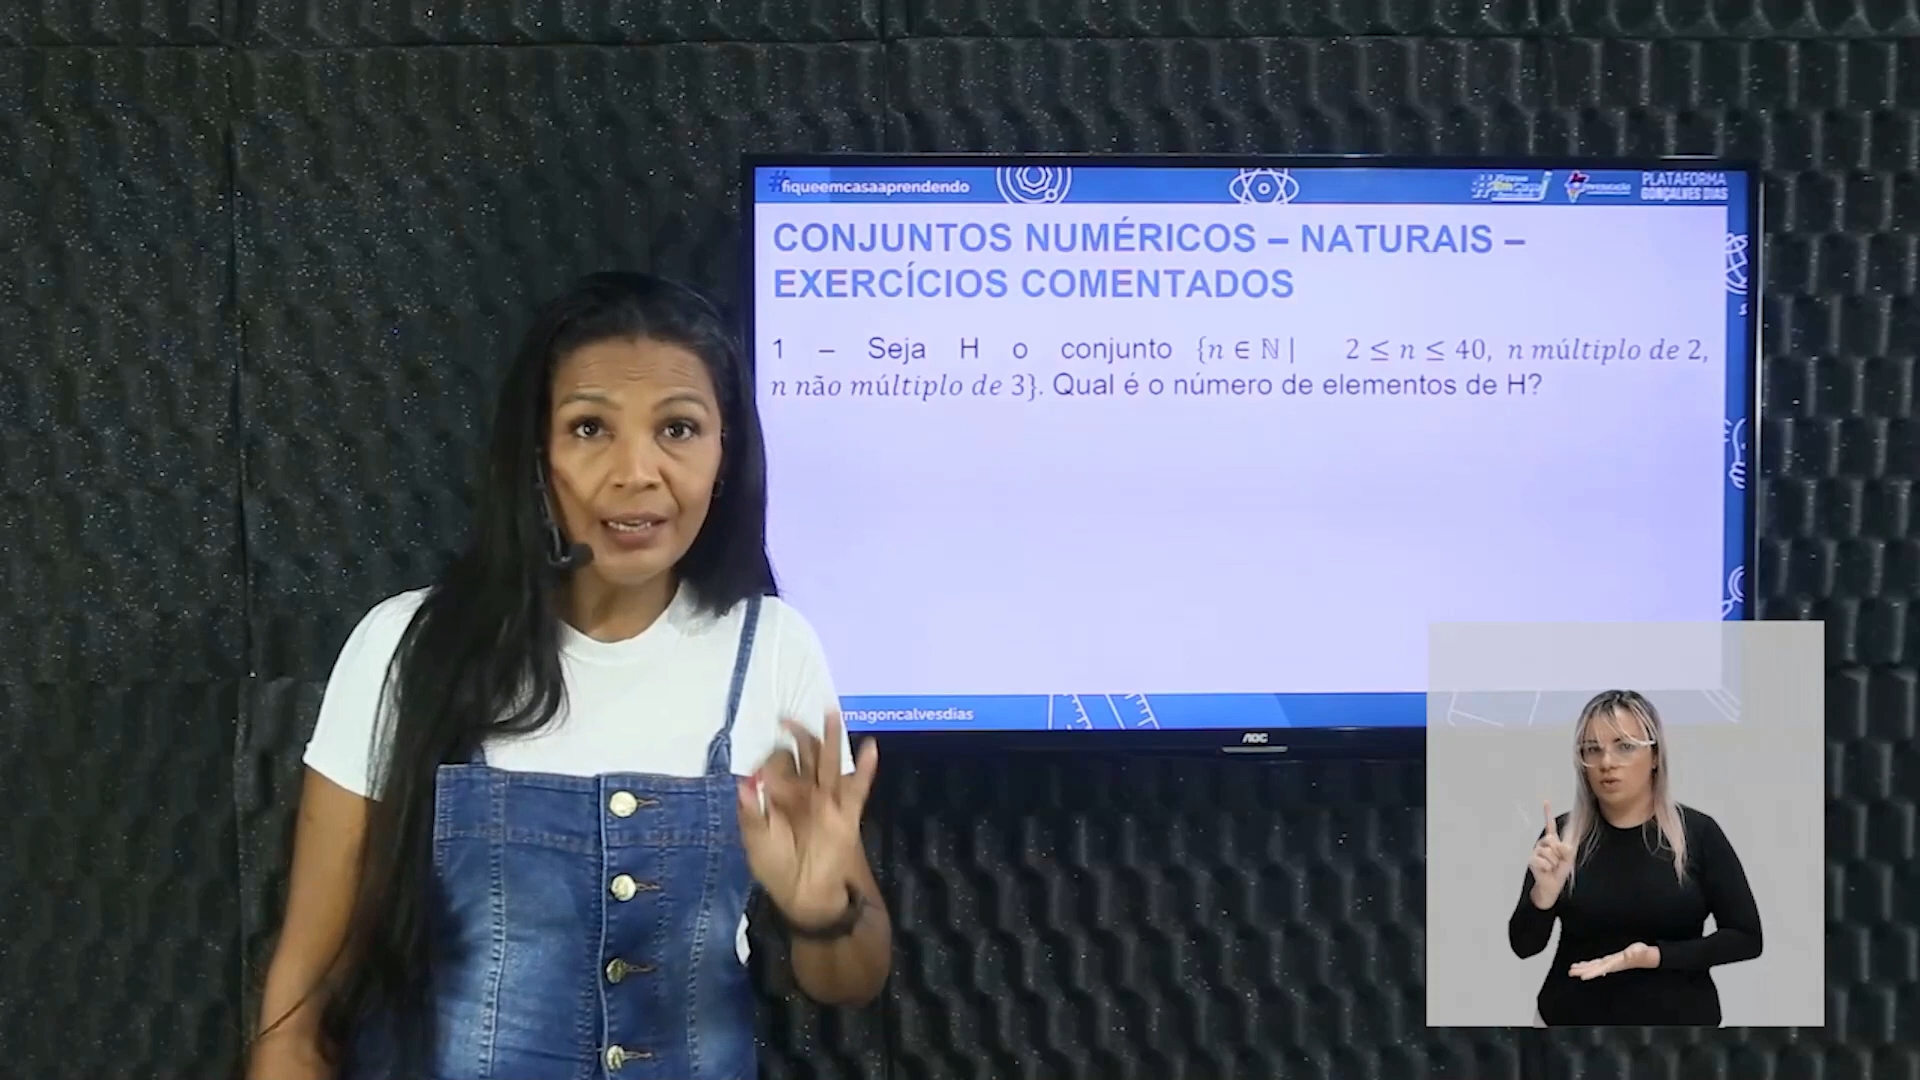 #fiqueemcasaaprendendo
PLATAFORMA
GONÇALVES DIAS
CONJUNTOS NUMÉRICOS – NATURAIS –
EXERCÍCIOS COMENTADOS
1 – Seja H o conjunto {n ∈ ℕ | 2 ≤ n ≤ 40, n múltiplo de 2,
n não múltiplo de 3}. Qual é o número de elementos de H?
magoncalvesdias
AOC